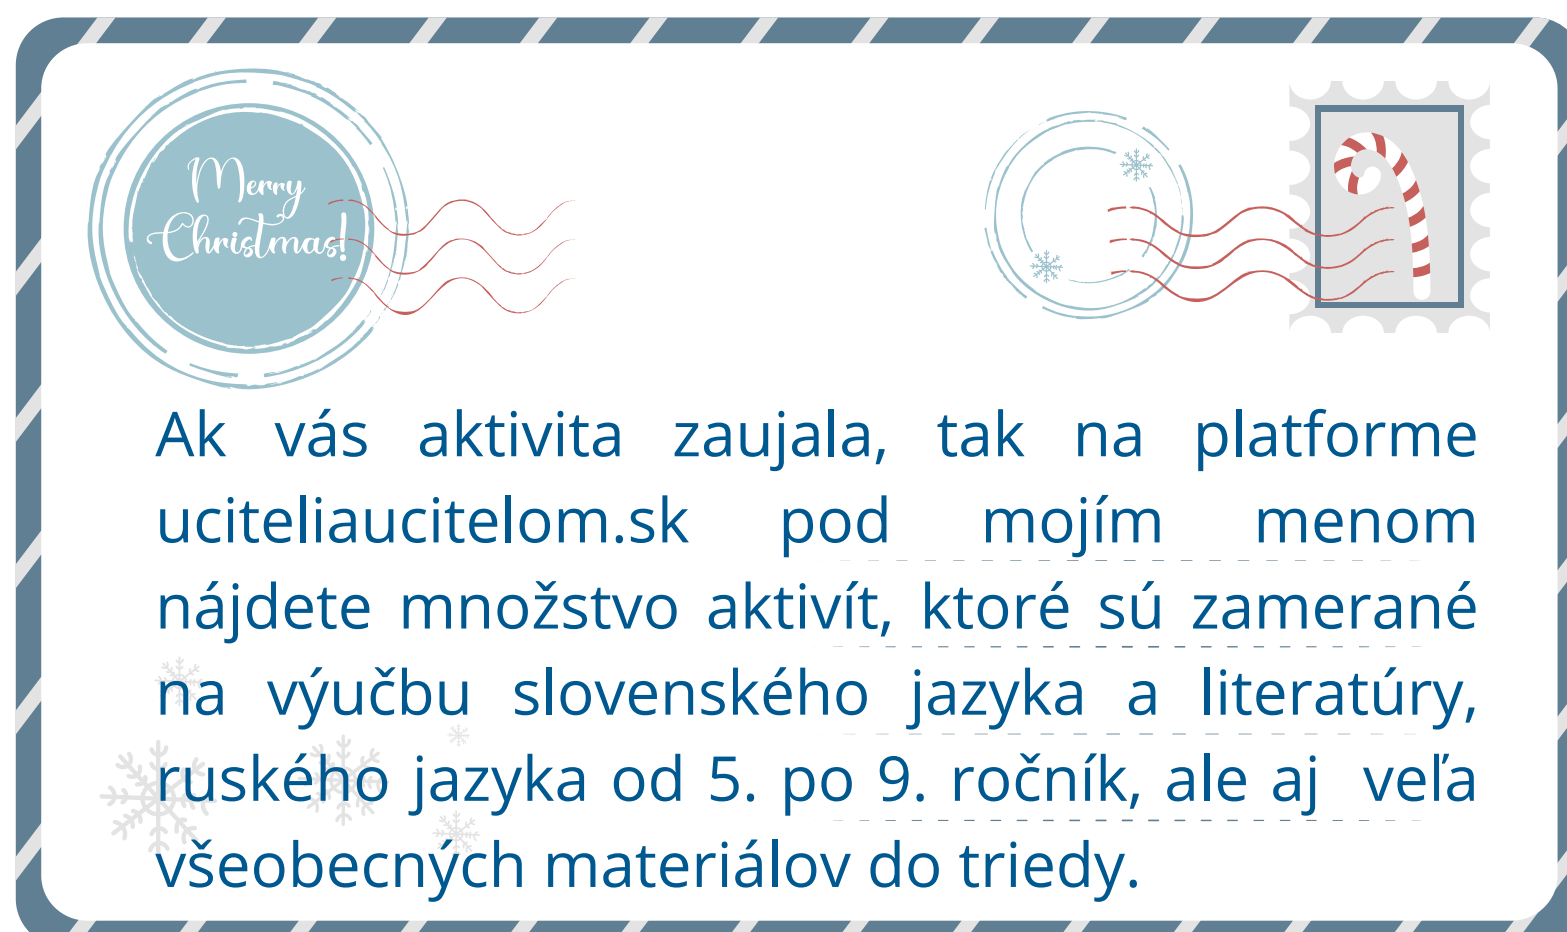 Merry
Christmas!
Ak vás aktivita zaujala, tak na platforme
uciteliaucitelom.sk pod mojím menom
nájdete množstvo aktivít, ktoré sú zamerané
na výučbu slovenského jazyka a literatúry,
ruského jazyka od 5. po 9. ročník, ale aj veľa
všeobecných materiálov do triedy.